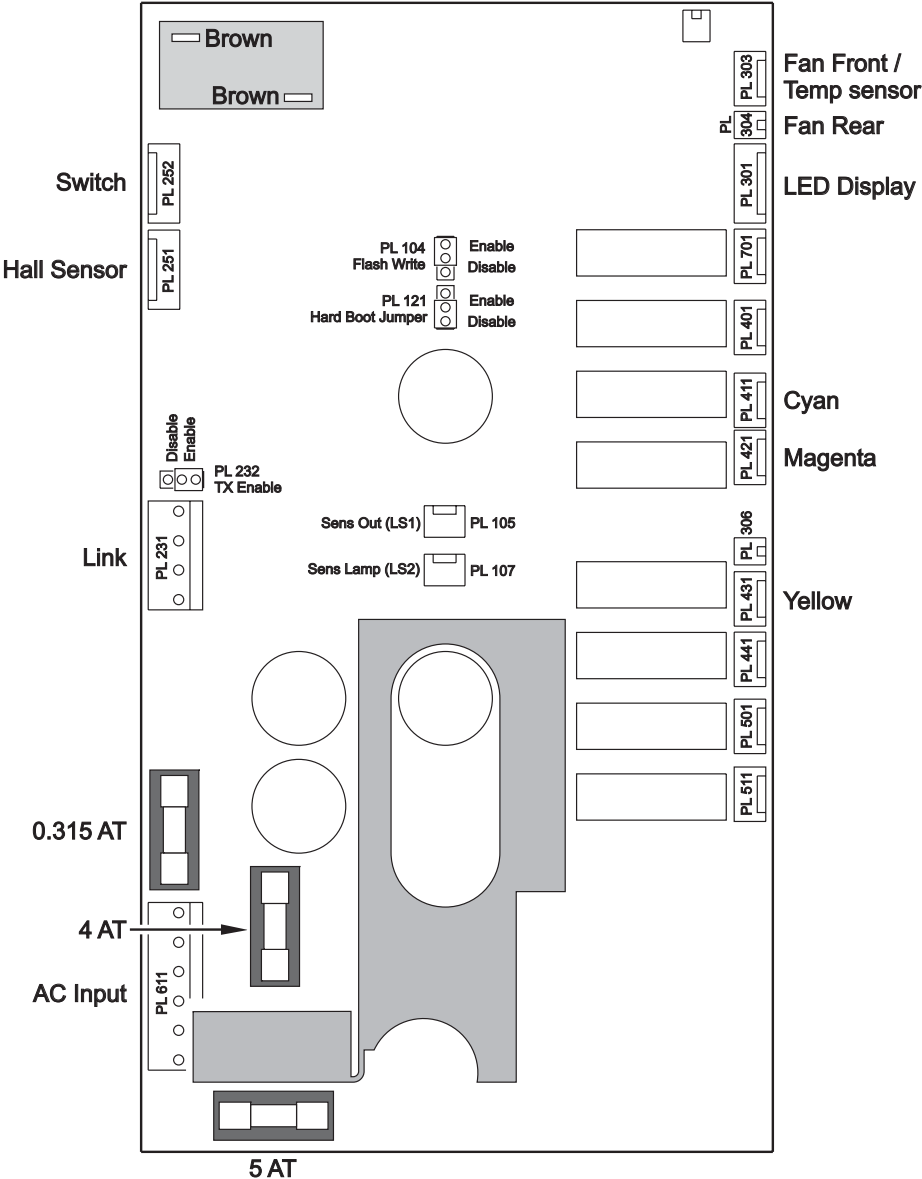 Brown
Brown
PL 303
Fan Front /
Temp sensor
PL
304
Fan Rear
Switch
PL 252
PL 301
LED Display
Hall Sensor
PL 251
PL 104
Flash Write
Enable
Disable
PL 701
PL 121
Hard Boot Jumper
Enable
Disable
PL 401
PL 411
Cyan
Disable
Enable
PL 421
Magenta
PL 232
TX Enable
Sens Out (LS1)
PL 105
306
PL
Link
PL 231
Sens Lamp (LS2)
PL 107
PL 431
Yellow
PL 441
PL 501
PL 511
0.315 AT
4 AT
AC Input
PL 611
5 AT